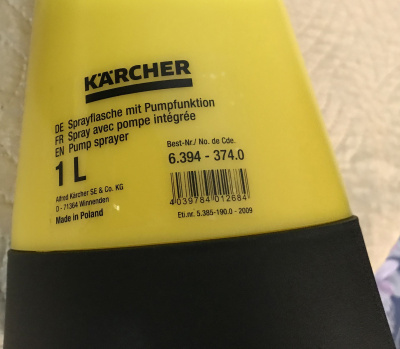 KÄRCHER
DE Sprayflasche mit Pumpfunktion
FR Spray avec pompe intégrée
EN Pump sprayer
1 L
Alfred Kärcher SE & Co. KG
D - 71364 Winnenden
Made in Poland
Best-Nr./ No. de Cde.
6.394 - 374.0
4 039784 012684
Eti.nr. 5.385-190.0 - 2009